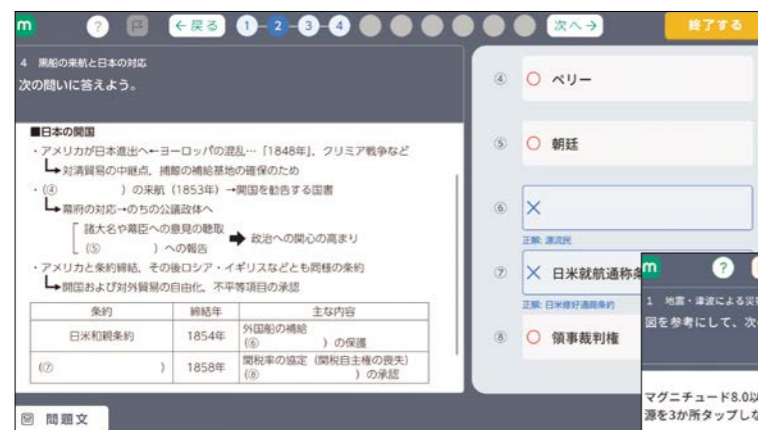 m ? ←戻る 1 2 3 4 次へ→ 終了する
4 黒船の来航と日本の対応
次の問いに答えよう。
■日本の開国
・アメリカが日本進出へ←ヨーロッパの混乱…「1848年」，クリミア戦争など
対清貿易の中継点，捕鯨の補給基地の確保のため
・(④ ）の来航（1853年）→開国を勧告する国書
幕府の対応→のちの公議政体へ
諸大名や幕臣への意見の聴取
(⑤ ）への報告
政治への関心の高まり
・アメリカと条約締結，その後ロシア・イギリスなどとも同様の条約
開国および対外貿易の自由化，不平等項目の承認
条約 締結年 主な内容
日米和親条約 1854年 外国船の補給
(⑥ ）の保護
(⑦ ） 1858年 関税率の協定（関税自主権の喪失）
(⑧ ）の承認
問題文
④ ○ ペリー
⑤ ○ 朝廷
⑥ ×
正解: 漂流民
⑦ × 日米就航通称
正解: 日米修好通商条約
⑧ ○ 領事裁判権
m ?
1 地震・津波による災
図を参考にして、次
マグニチュード8.0以
源を3か所タップしな